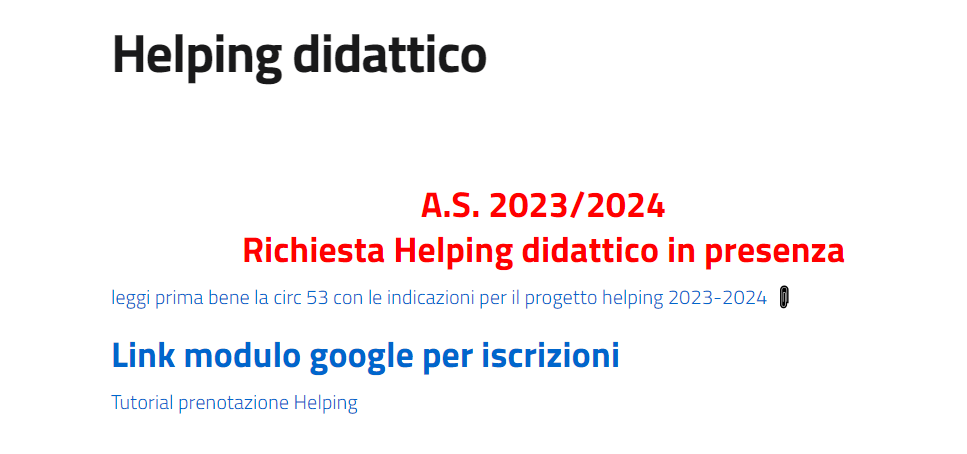 Helping didattico
A.S. 2023/2024
Richiesta Helping didattico in presenza
leggi prima bene la circ 53 con le indicazioni per il progetto helping 2023-2024
Link modulo google per iscrizioni
Tutorial prenotazione Helping